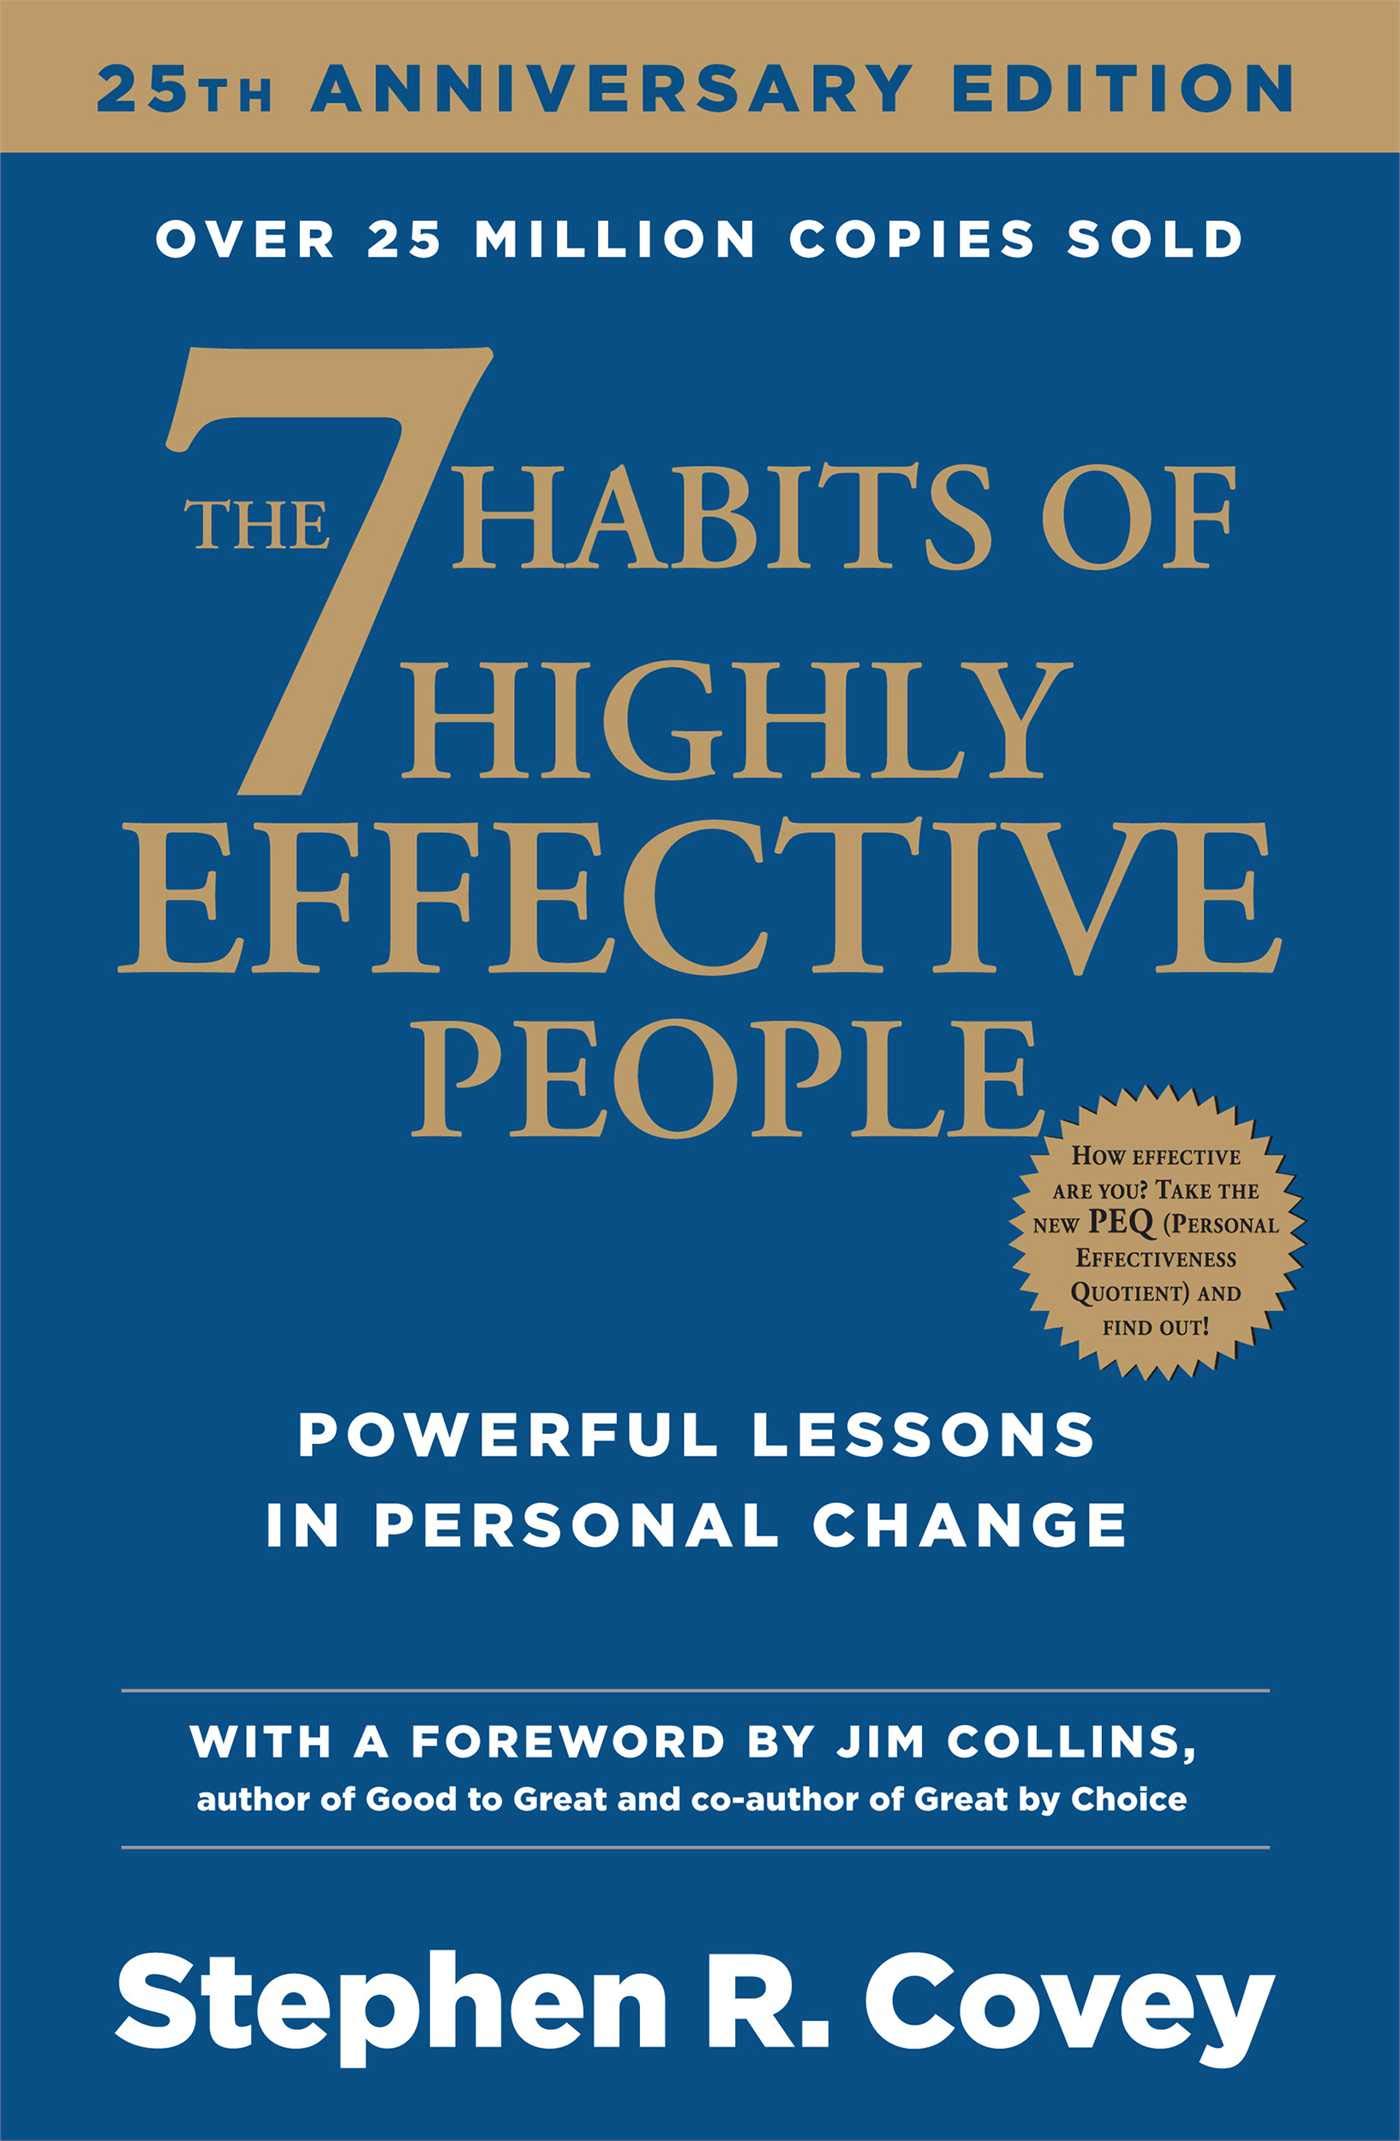 25TH ANNIVERSARY EDITION
OVER 25 MILLION COPIES SOLD
THE 7 HABITS OF
HIGHLY
EFFECTIVE
PEOPLE
HOW EFFECTIVE
ARE YOU? TAKE THE
NEW PEQ (PERSONAL
EFFECTIVENESS
QUOTIENT) AND
FIND OUT!
POWERFUL LESSONS
IN PERSONAL CHANGE
WITH A FOREWORD BY JIM COLLINS,
author of Good to Great and co-author of Great by Choice
Stephen R. Covey